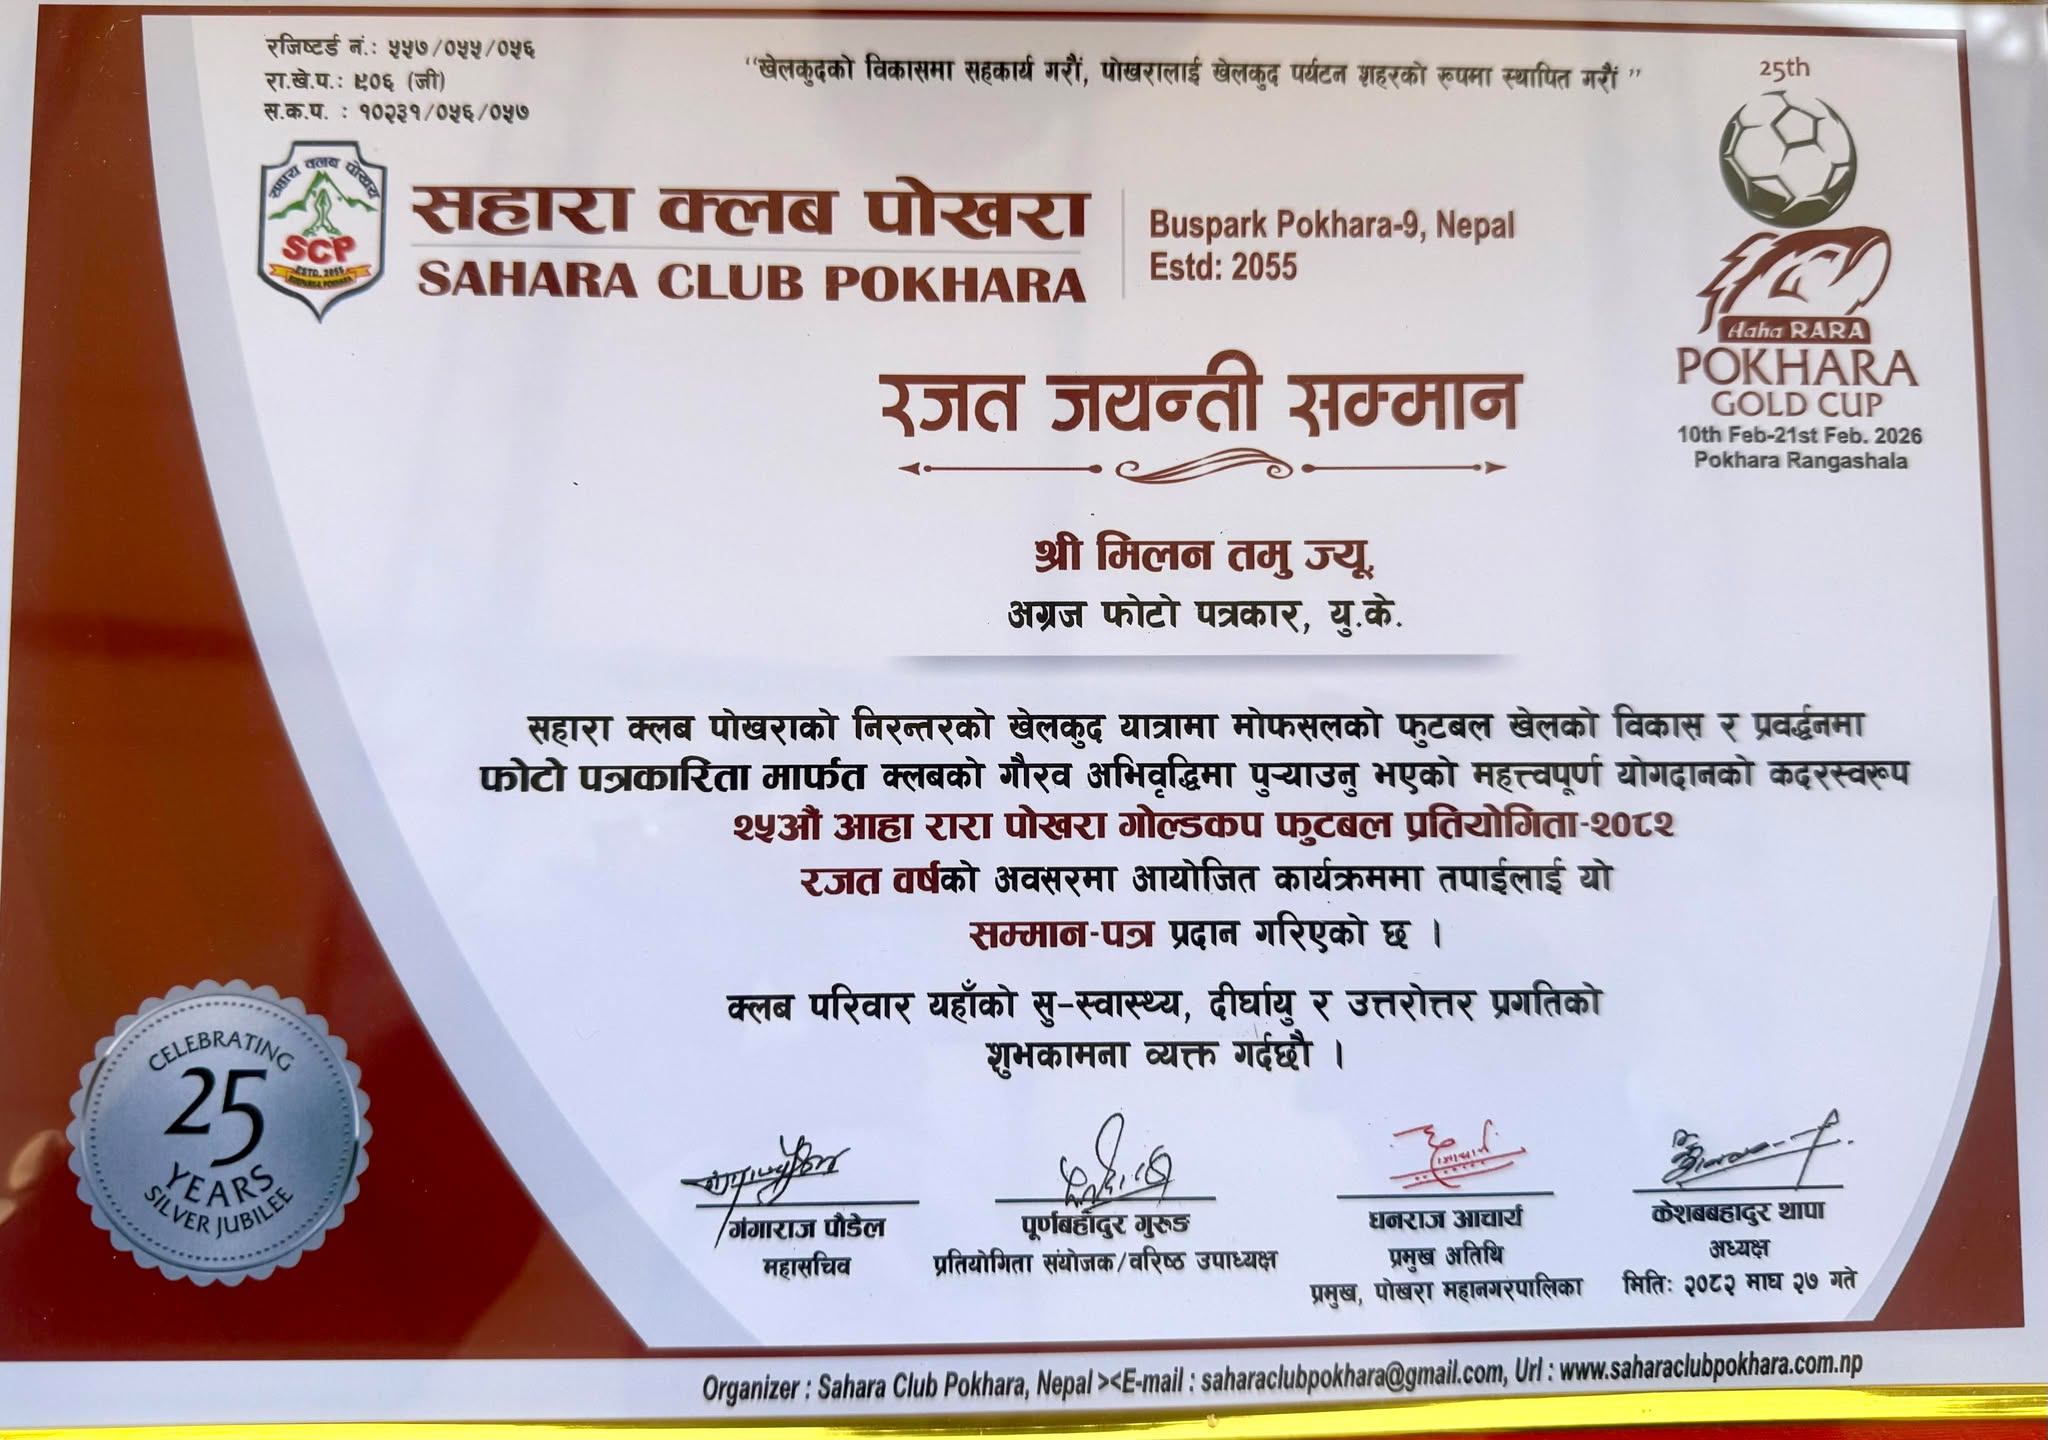 रजिष्टर्ड नं.: ५५७/०५५/०५६
रा.खे.प.: ९०६ (जी)
स.क.प. : १०२३१/०५६/०५७
“खेलकुदको विकासमा सहकार्य गरौं, पोखरालाई खेलकुद पर्यटन शहरको रूपमा स्थापित गरौं ”
सहारा क्लब पोखरा
SCP
ESTD. 2055
सहारा क्लब पोखरा
SAHARA CLUB POKHARA
Buspark Pokhara-9, Nepal
Estd: 2055
25th
Aaha RARA
POKHARA
GOLD CUP
10th Feb-21st Feb. 2026
Pokhara Rangashala
रजत जयन्ती सम्मान
श्री मिलन तमु ज्यू,
अग्रज फोटो पत्रकार, यु.के.
सहारा क्लब पोखराको निरन्तरको खेलकुद यात्रामा मोफसलको फुटबल खेलको विकास र प्रवर्द्धनमा
फोटो पत्रकारिता मार्फत क्लबको गौरव अभिवृद्धिमा पुऱ्याउनु भएको महत्त्वपूर्ण योगदानको कदरस्वरूप
२५औं आहा रारा पोखरा गोल्डकप फुटबल प्रतियोगिता-२०८२
रजत वर्षको अवसरमा आयोजित कार्यक्रममा तपाईलाई यो
सम्मान-पत्र प्रदान गरिएको छ ।
क्लब परिवार यहाँको सु-स्वास्थ्य, दीर्घायु र उत्तरोत्तर प्रगतिको
शुभकामना व्यक्त गर्दछौ ।
CELEBRATING
25
YEARS
SILVER JUBILEE
गंगाराज पौडेल
महासचिव
पूर्णबहादुर गुरुङ
प्रतियोगिता संयोजक/वरिष्ठ उपाध्यक्ष
धनराज आचार्य
प्रमुख अतिथि
प्रमुख, पोखरा महानगरपालिका
केशबबहादुर थापा
अध्यक्ष
मितिः २०८२ माघ २७ गते
Organizer : Sahara Club Pokhara, Nepal ><E-mail : saharaclubpokhara@gmail.com, Url : www.saharaclubpokhara.com.np